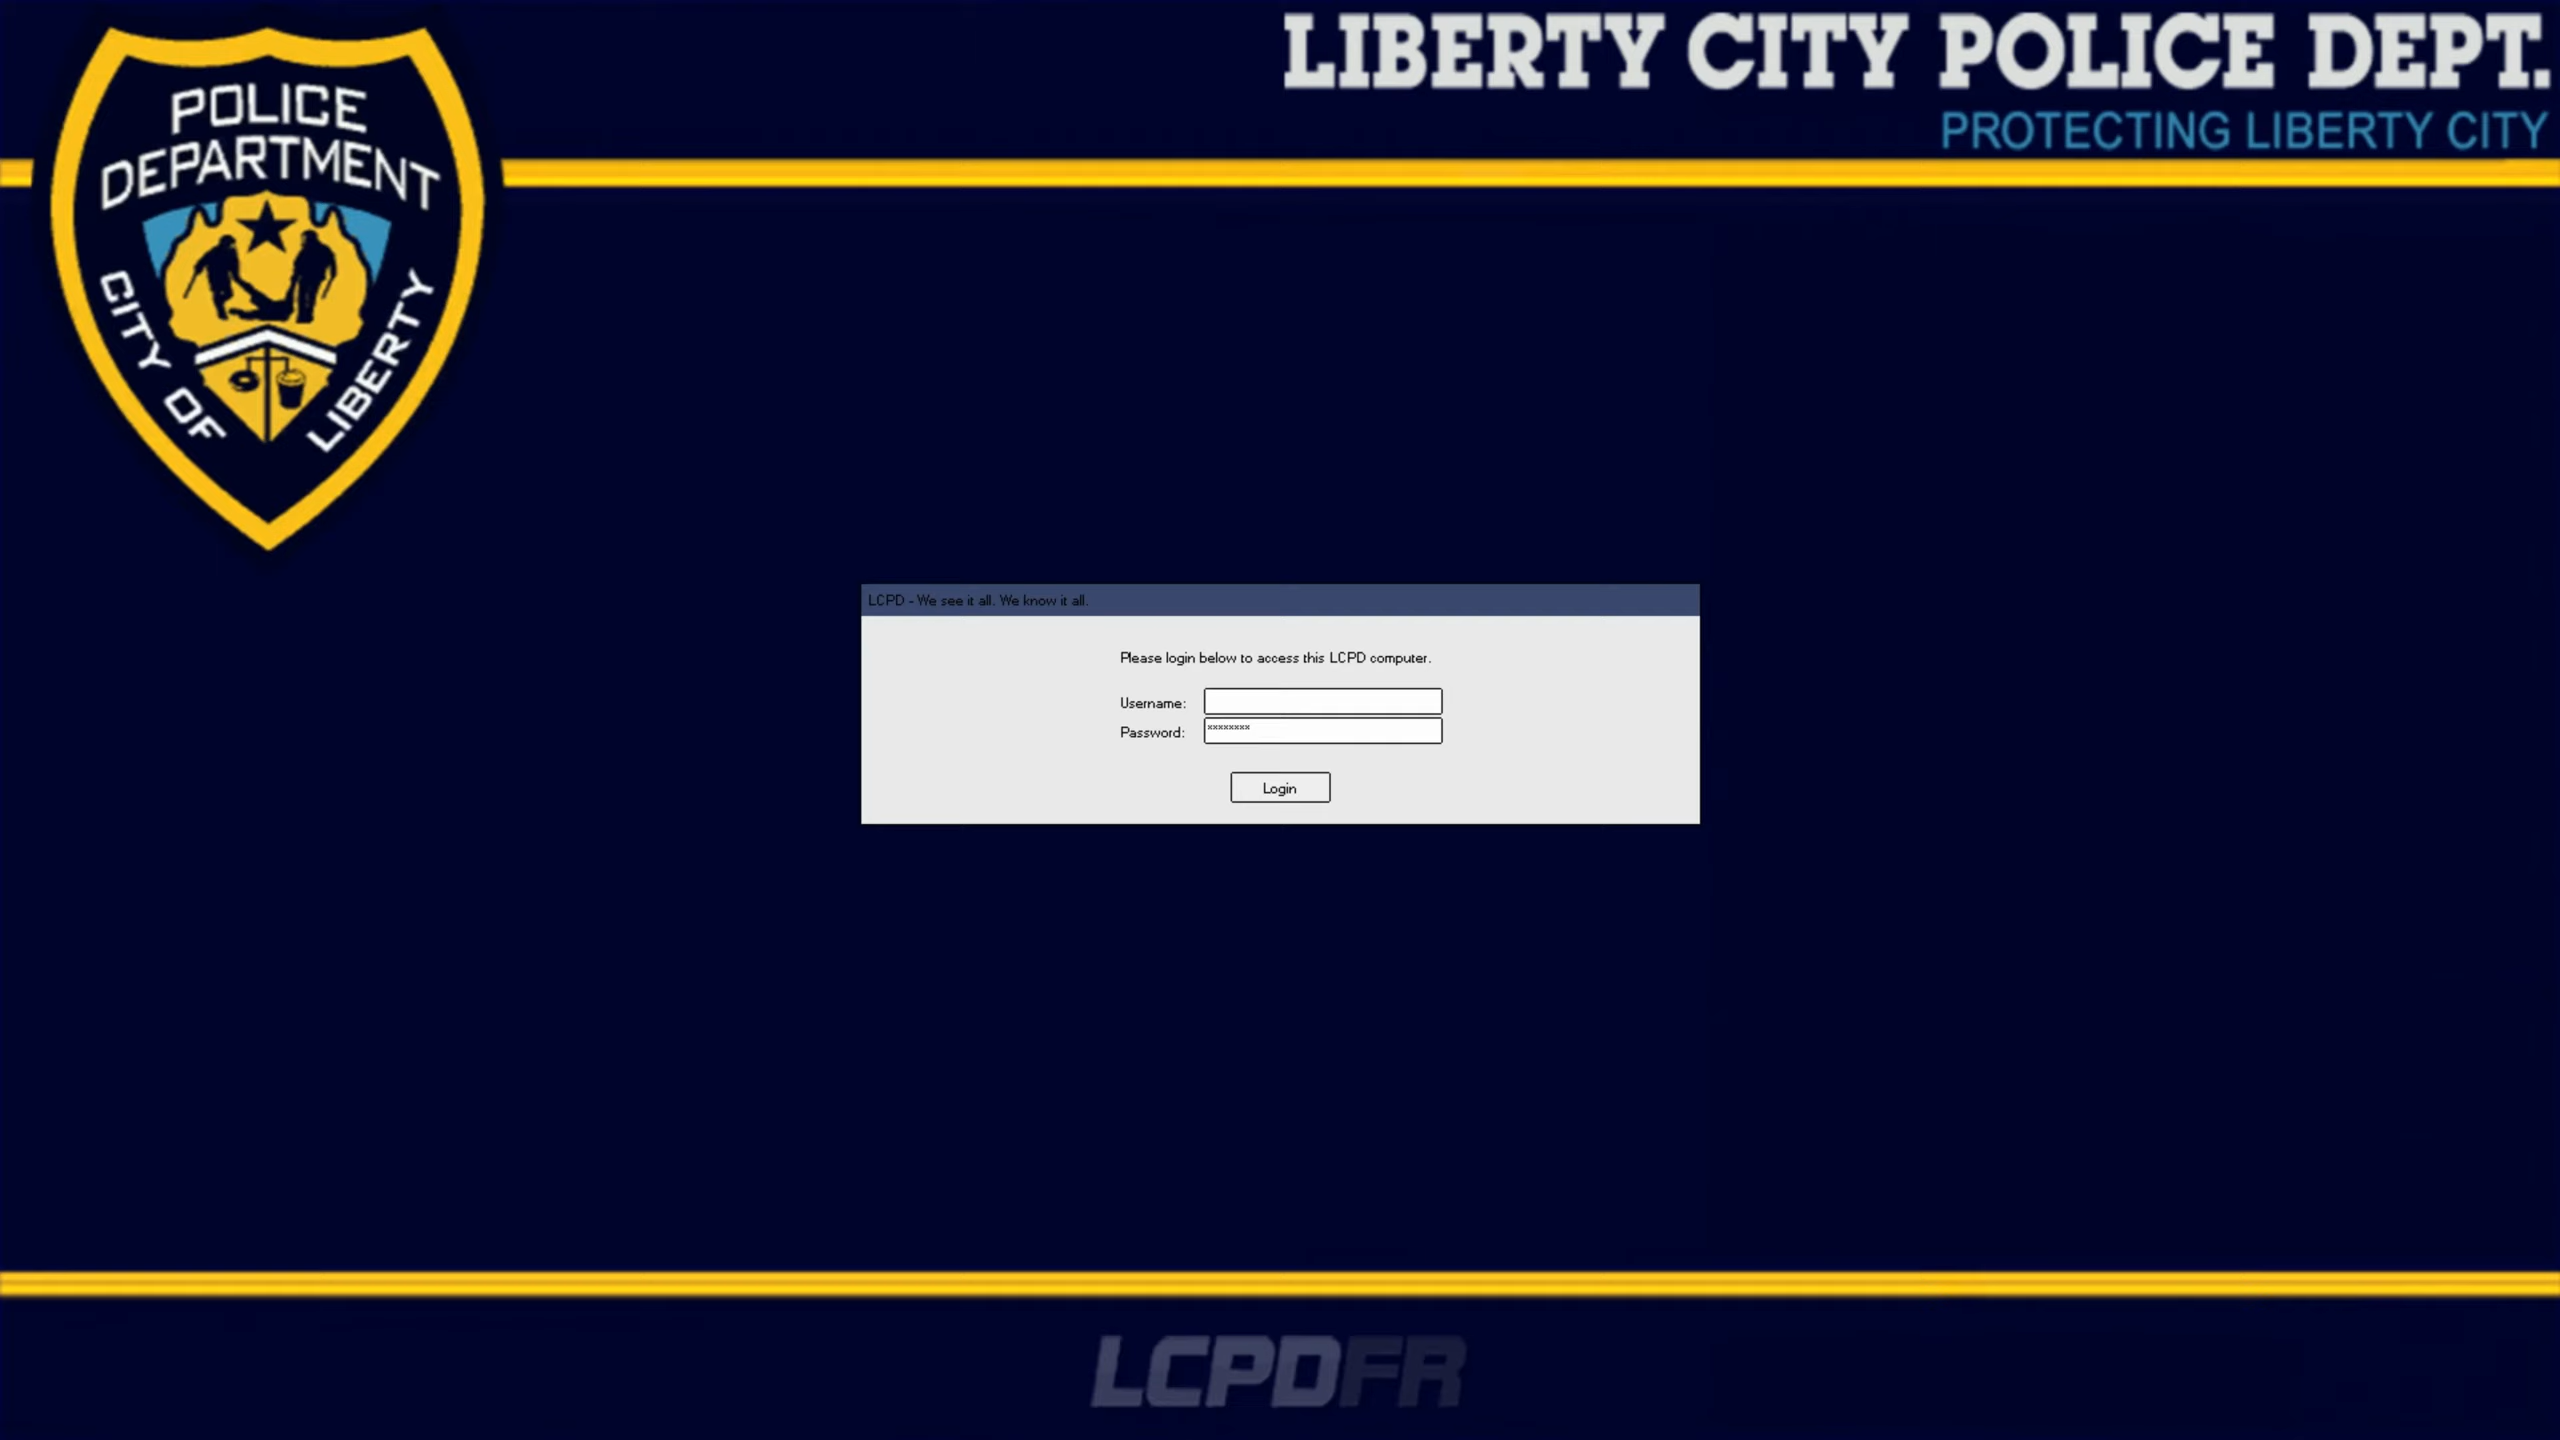 LIBERTY CITY POLICE DEPT.
PROTECTING LIBERTY CITY
POLICE
DEPARTMENT
CITY OF
LIBERTY
LCPD - We see it all. We know it all.
Please login below to access this LCPD computer.
Username:
Password: ********
Login
LCPDFR